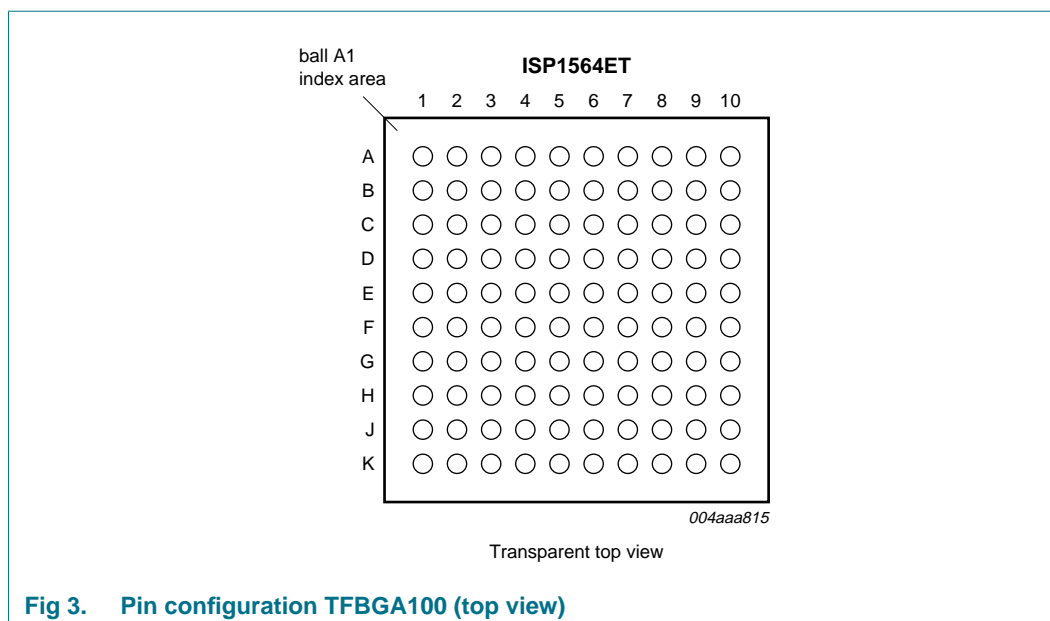 ball A1
index area
ISP1564ET
1 2 3 4 5 6 7 8 9 10
A
B
C
D
E
F
G
H
J
K
004aaa815
Transparent top view
Fig 3. Pin configuration TFBGA100 (top view)